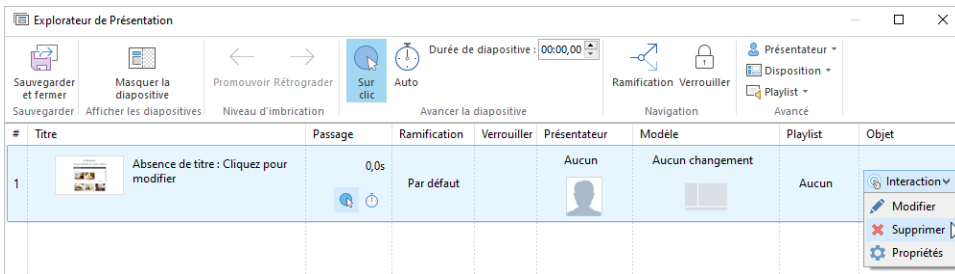 Explorateur de Présentation
Sauvegarder et fermer
Masquer la diapositive
Promouvoir Rétrograder
Sur clic
Auto
Durée de diapositive : 00:00,00
Ramification Verrouiller
Présentateur
Disposition
Playlist
Sauvegarder Afficher les diapositives Niveau d'imbrication Avancer la diapositive Navigation Avancé
# Titre Passage Ramification Verrouiller Présentateur Modèle Playlist Objet
1 Absence de titre : Cliquez pour modifier 0,0s Par défaut Aucun Aucun changement Aucun
Interaction
Modifier
Supprimer
Propriétés